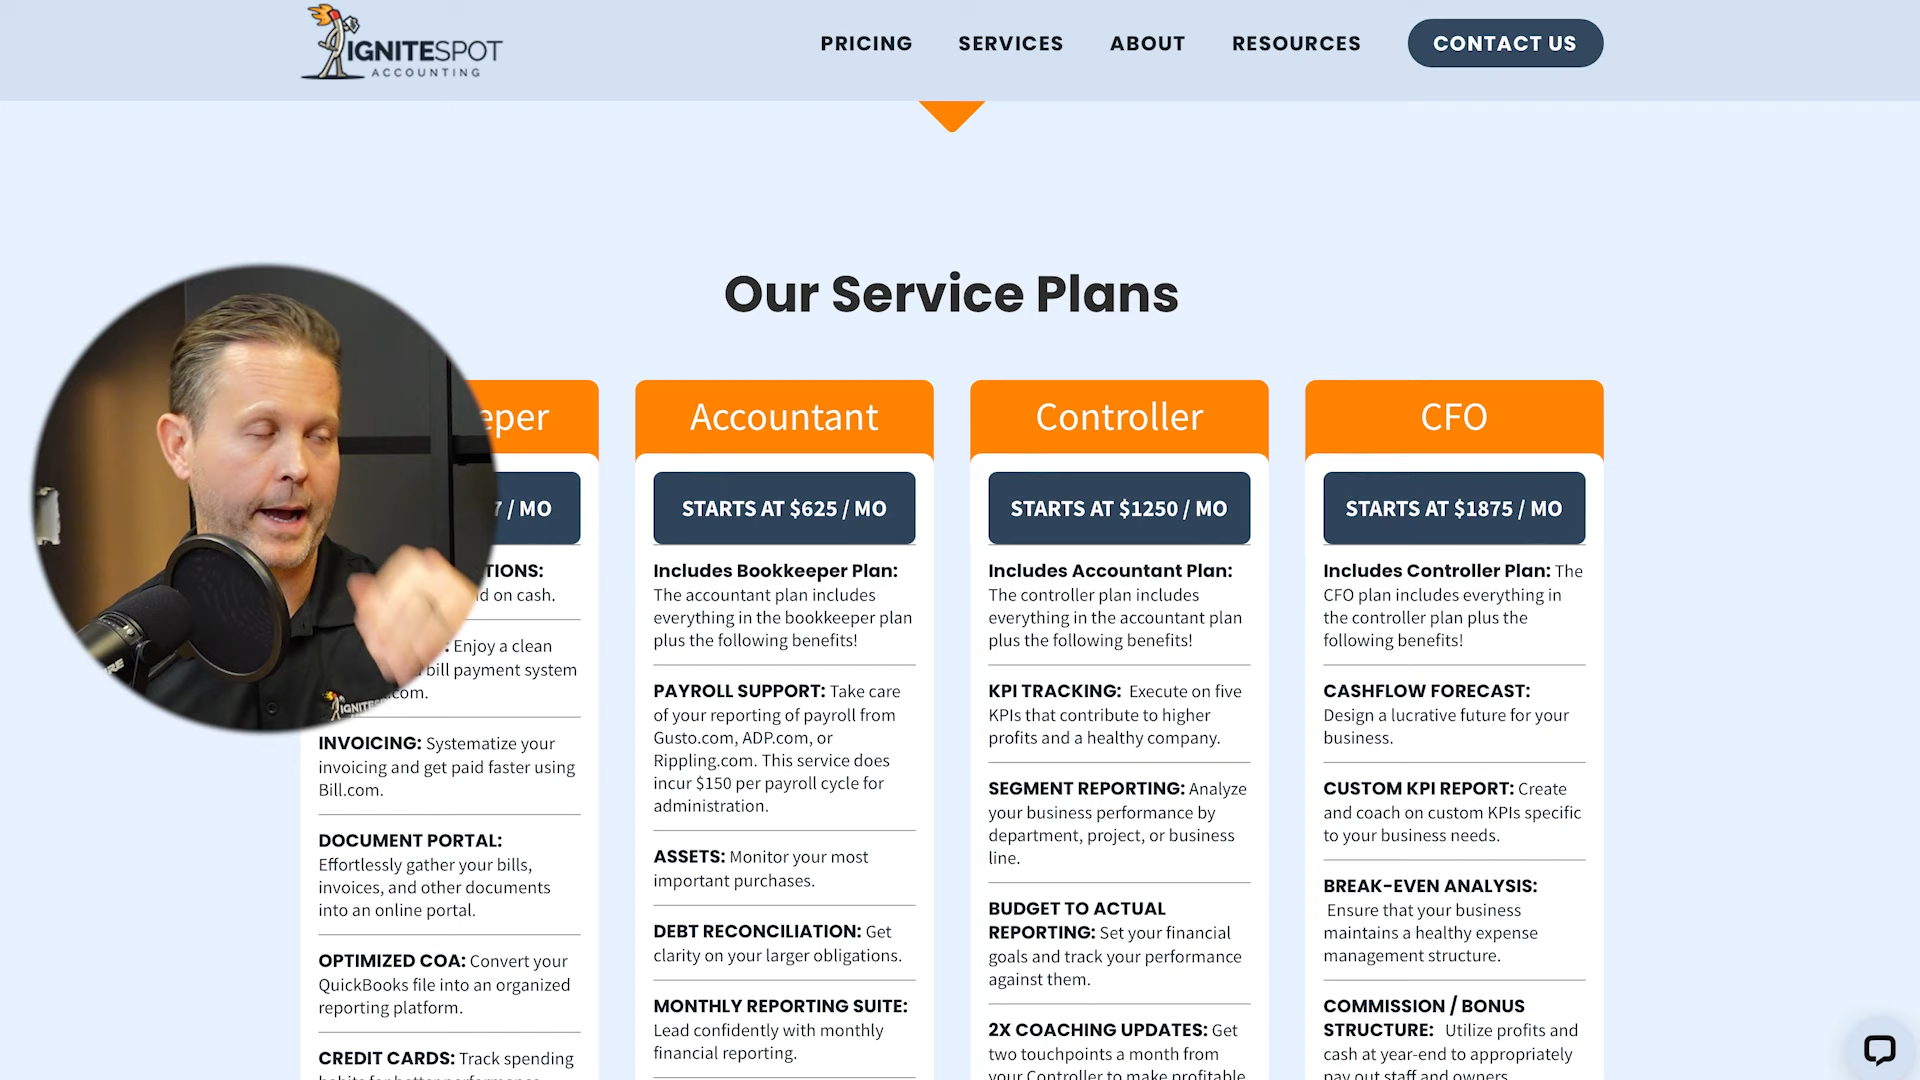 IGNITESPOT
ACCOUNTING
PRICING
SERVICES
ABOUT
RESOURCES
CONTACT US
Our Service Plans
Accountant
STARTS AT $625 / MO
Includes Bookkeeper Plan:
The accountant plan includes
everything in the bookkeeper plan
plus the following benefits!
PAYROLL SUPPORT: Take care
of your reporting of payroll from
Gusto.com, ADP.com, or
Rippling.com. This service does
incur $150 per payroll cycle for
administration.
ASSETS: Monitor your most
important purchases.
DEBT RECONCILIATION: Get
clarity on your larger obligations.
MONTHLY REPORTING SUITE:
Lead confidently with monthly
financial reporting.
Controller
STARTS AT $1250 / MO
Includes Accountant Plan:
The controller plan includes
everything in the accountant plan
plus the following benefits!
KPI TRACKING: Execute on five
KPIs that contribute to higher
profits and a healthy company.
SEGMENT REPORTING: Analyze
your business performance by
department, project, or business
line.
BUDGET TO ACTUAL
REPORTING: Set your financial
goals and track your performance
against them.
2X COACHING UPDATES: Get
two touchpoints a month from
your Controller to make profitable
CFO
STARTS AT $1875 / MO
Includes Controller Plan: The
CFO plan includes everything in
the controller plan plus the
following benefits!
CASHFLOW FORECAST:
Design a lucrative future for your
business.
CUSTOM KPI REPORT: Create
and coach on custom KPIs specific
to your business needs.
BREAK-EVEN ANALYSIS:
Ensure that your business
maintains a healthy expense
management structure.
COMMISSION / BONUS
STRUCTURE: Utilize profits and
cash at year-end to appropriately
pay out staff and owners
/ MO
on cash.
Enjoy a clean
bill payment system
INVOICING: Systematize your
invoicing and get paid faster using
Bill.com.
DOCUMENT PORTAL:
Effortlessly gather your bills,
invoices, and other documents
into an online portal.
OPTIMIZED COA: Convert your
QuickBooks file into an organized
reporting platform.
CREDIT CARDS: Track spending